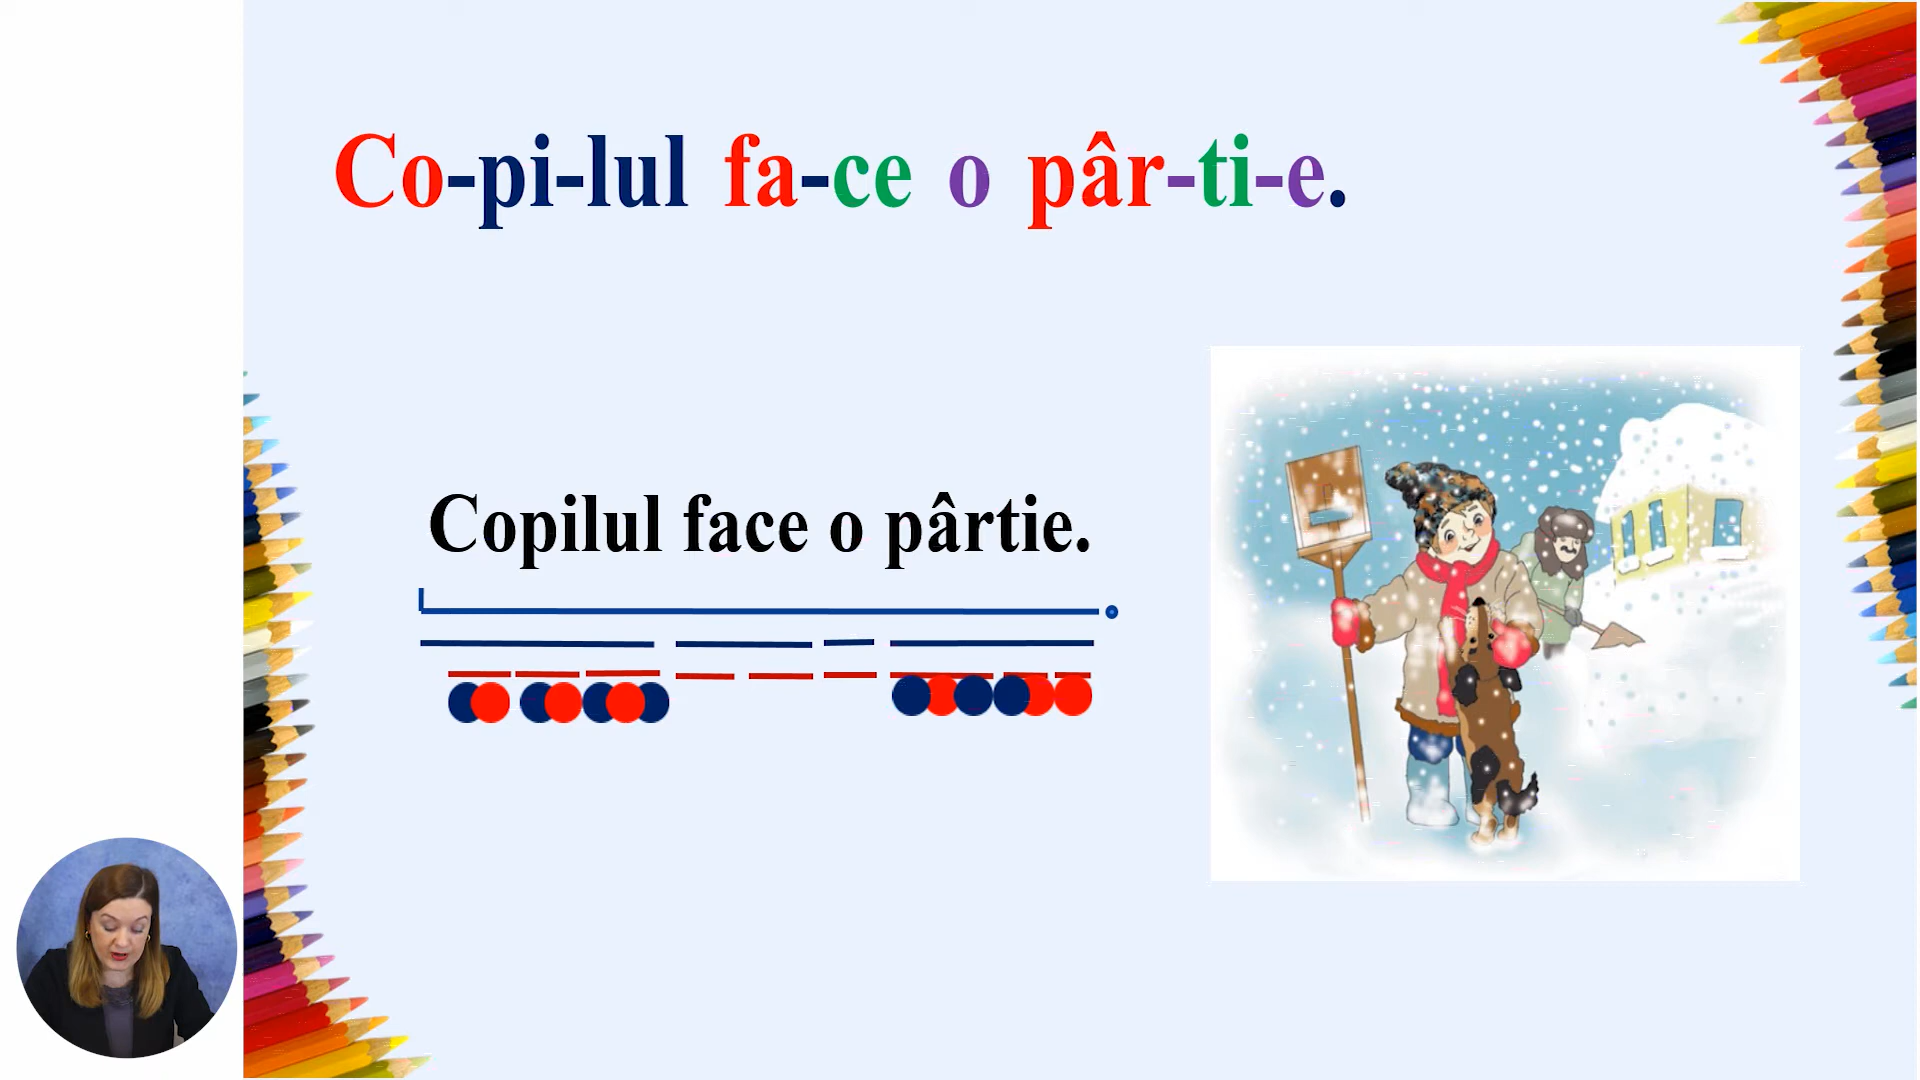 Co-pi-lul fa-ce o pâr-ti-e.
Copilul face o pârtie.